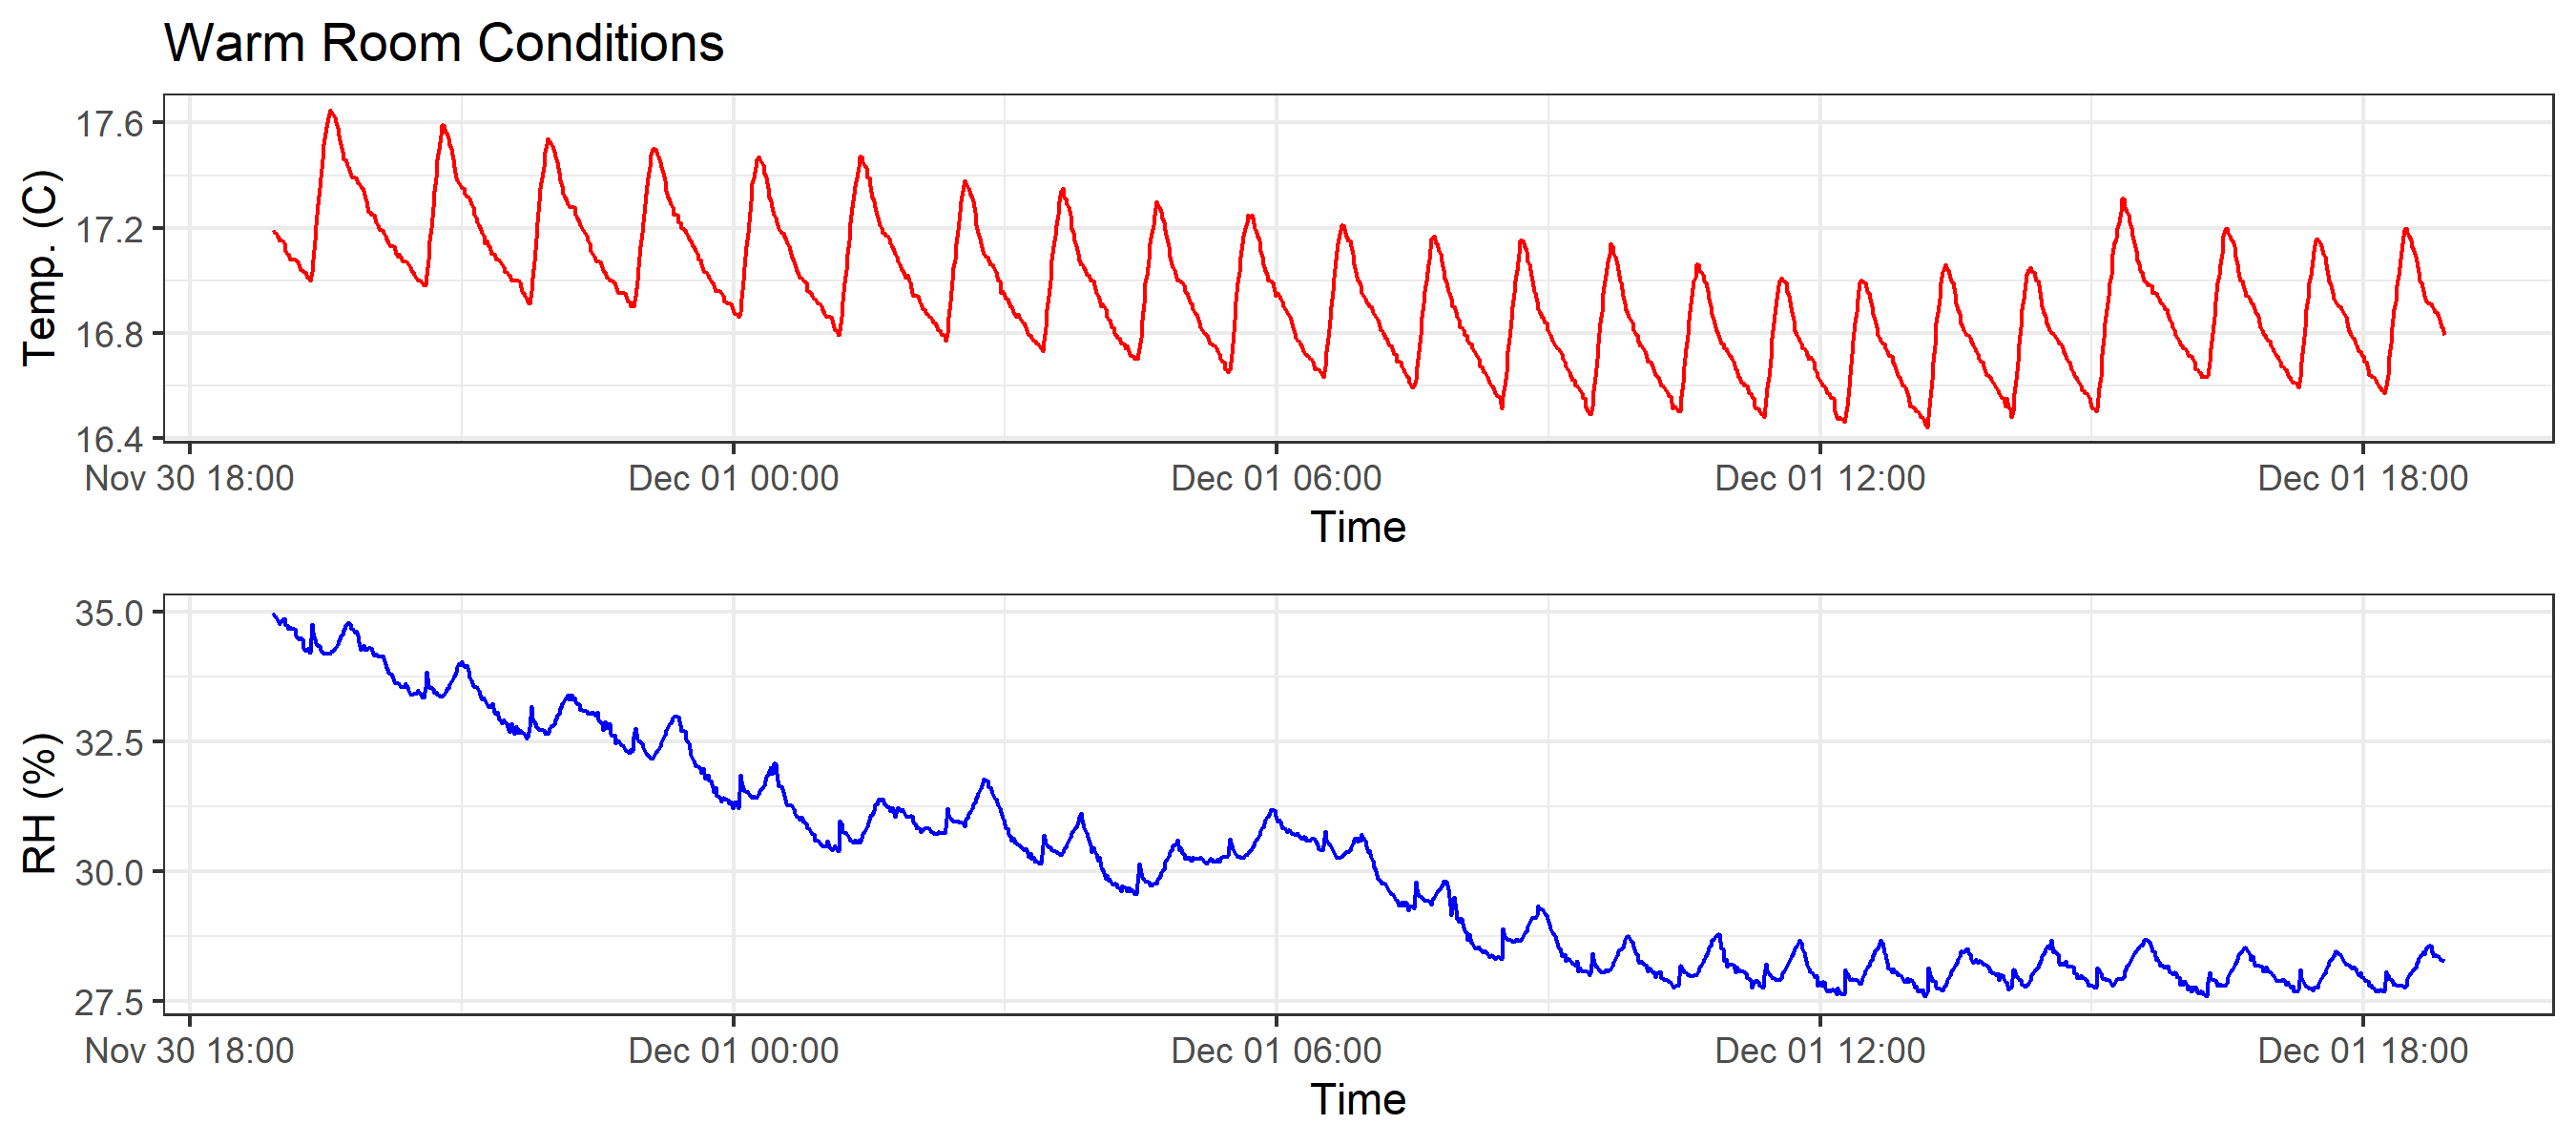 Warm Room Conditions
Temp. (C)
17.6
17.2
16.8
16.4
Nov 30 18:00 Dec 01 00:00 Dec 01 06:00 Dec 01 12:00 Dec 01 18:00
Time
RH (%)
35.0
32.5
30.0
27.5
Nov 30 18:00 Dec 01 00:00 Dec 01 06:00 Dec 01 12:00 Dec 01 18:00
Time